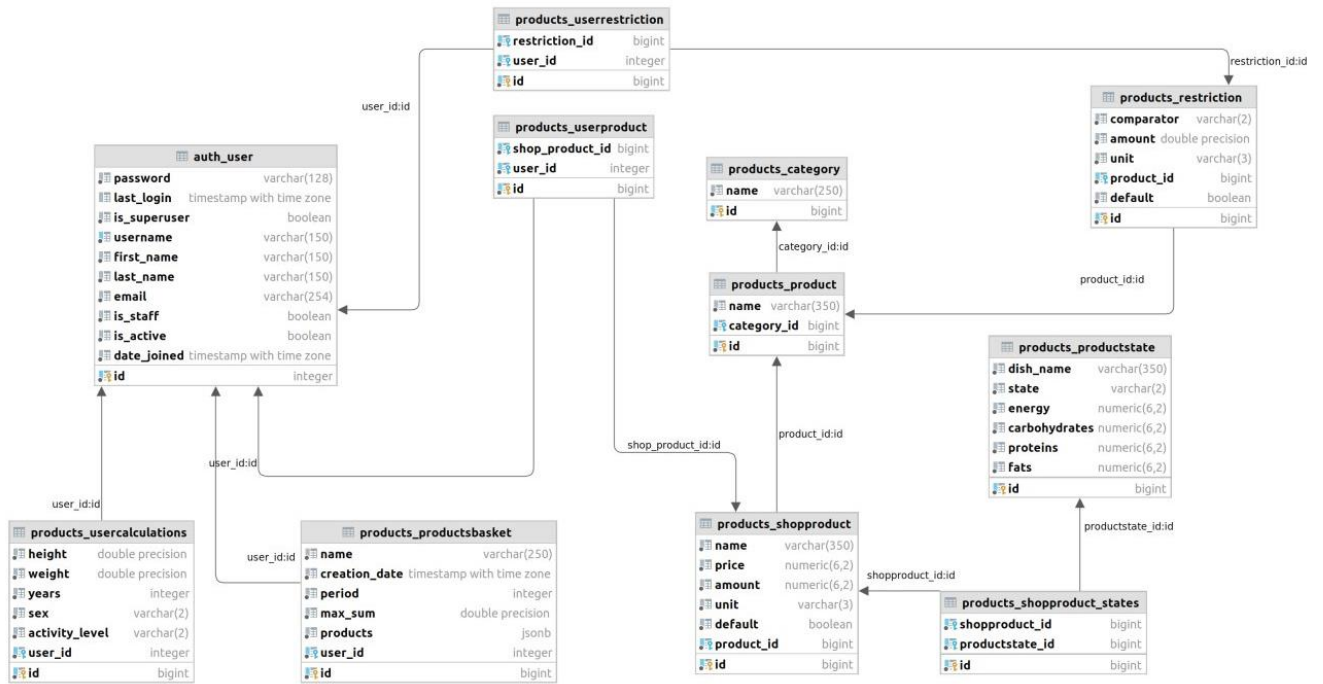 products_userrestriction
restriction_id bigint
user_id integer
id bigint
restriction_id:id
user_id:id
products_restriction
comparator varchar(2)
amount double precision
unit varchar(3)
product_id bigint
default boolean
id bigint
products_userproduct
shop_product_id bigint
user_id integer
id bigint
auth_user
password varchar(128)
last_login timestamp with time zone
is_superuser boolean
username varchar(150)
first_name varchar(150)
last_name varchar(150)
email varchar(254)
is_staff boolean
is_active boolean
date_joined timestamp with time zone
id integer
products_category
name varchar(250)
id bigint
category_id:id
product_id:id
products_product
name varchar(350)
category_id bigint
id bigint
products_productstate
dish_name varchar(350)
state varchar(2)
energy numeric(6,2)
carbohydrates numeric(6,2)
proteins numeric(6,2)
fats numeric(6,2)
id bigint
product_id:id
shop_product_id:id
user_id:id
user_id:id
user_id:id
productstate_id:id
shopproduct_id:id
products_usercalculations
height double precision
weight double precision
years integer
sex varchar(2)
activity_level varchar(2)
user_id integer
id bigint
products_productsbasket
name varchar(250)
creation_date timestamp with time zone
period integer
max_sum double precision
products jsonb
user_id integer
id bigint
products_shopproduct
name varchar(350)
price numeric(6,2)
amount numeric(6,2)
unit varchar(3)
default boolean
product_id bigint
id bigint
products_shopproduct_states
shopproduct_id bigint
productstate_id bigint
id bigint